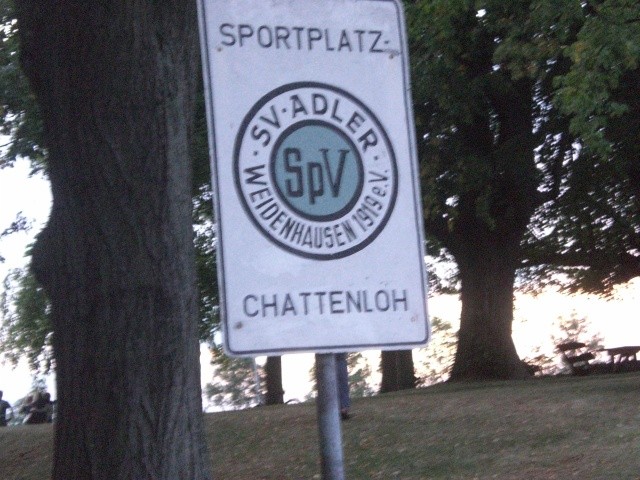 SPORTPLATZ-
SV·ADLER
SpV
WEIDENHAUSEN 1919 e.V.
CHATTENLOH